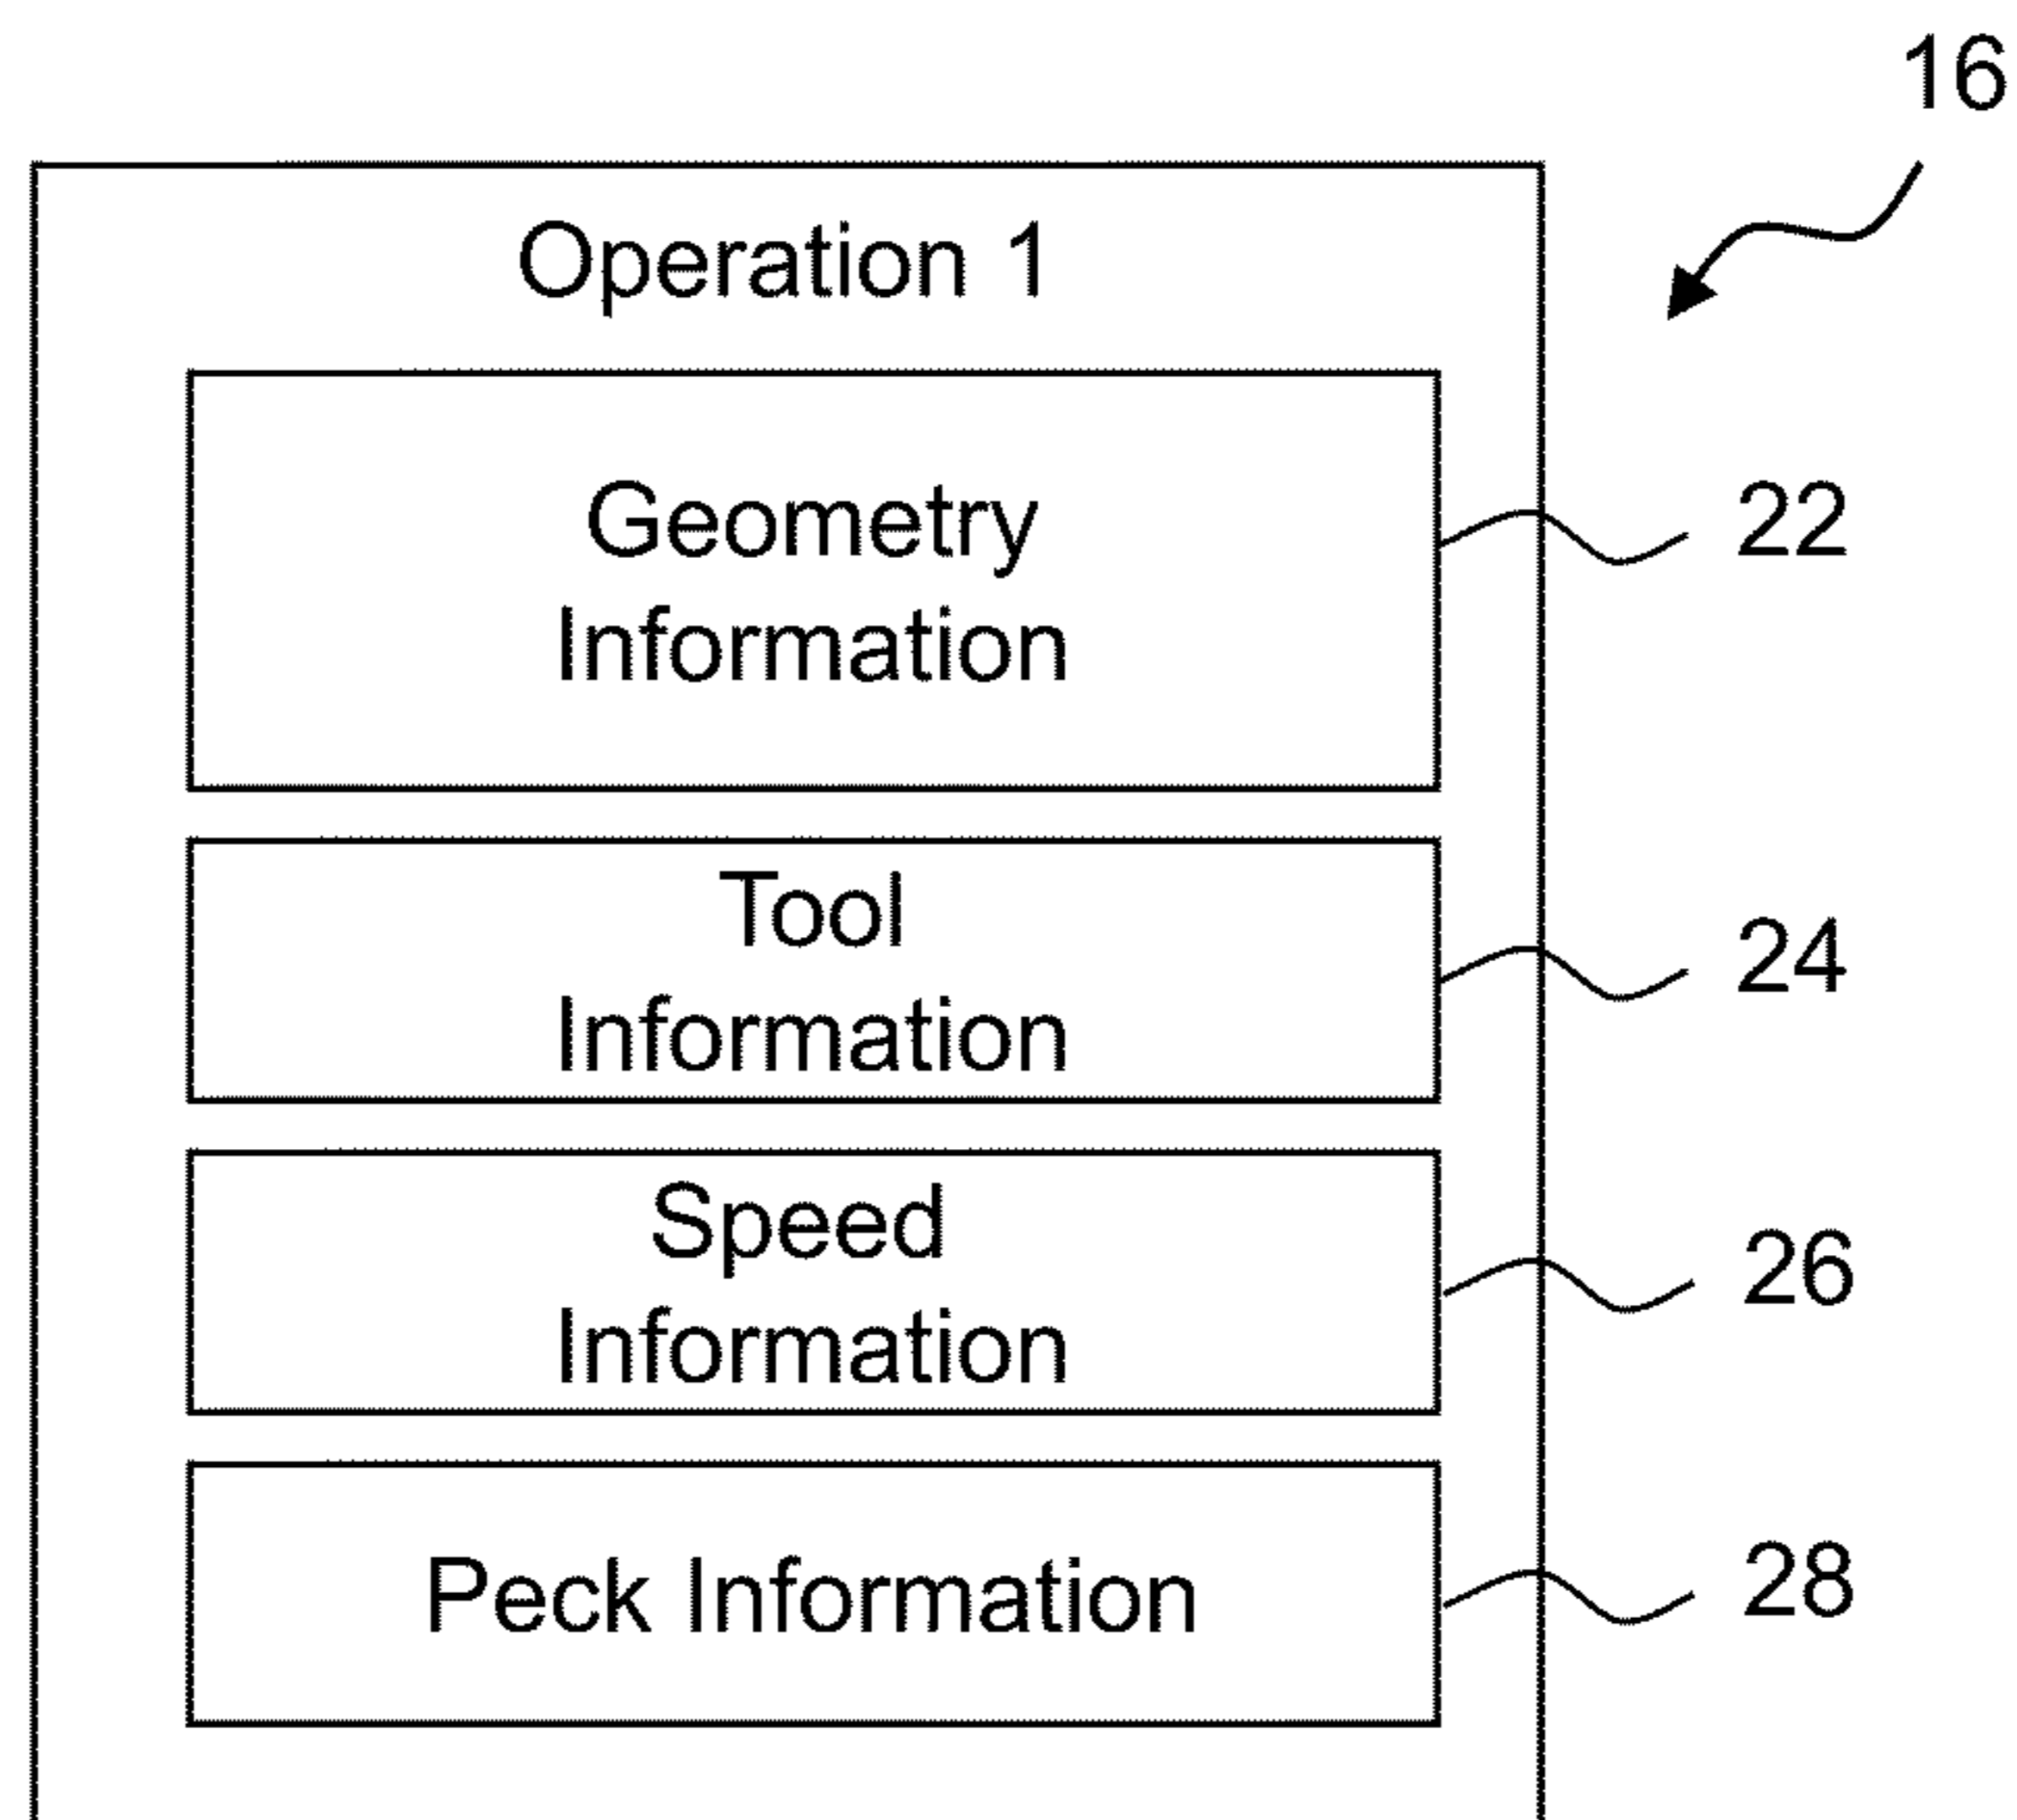 16
Operation 1
Geometry
Information
22
Tool
Information
24
Speed
Information
26
Peck Information
28